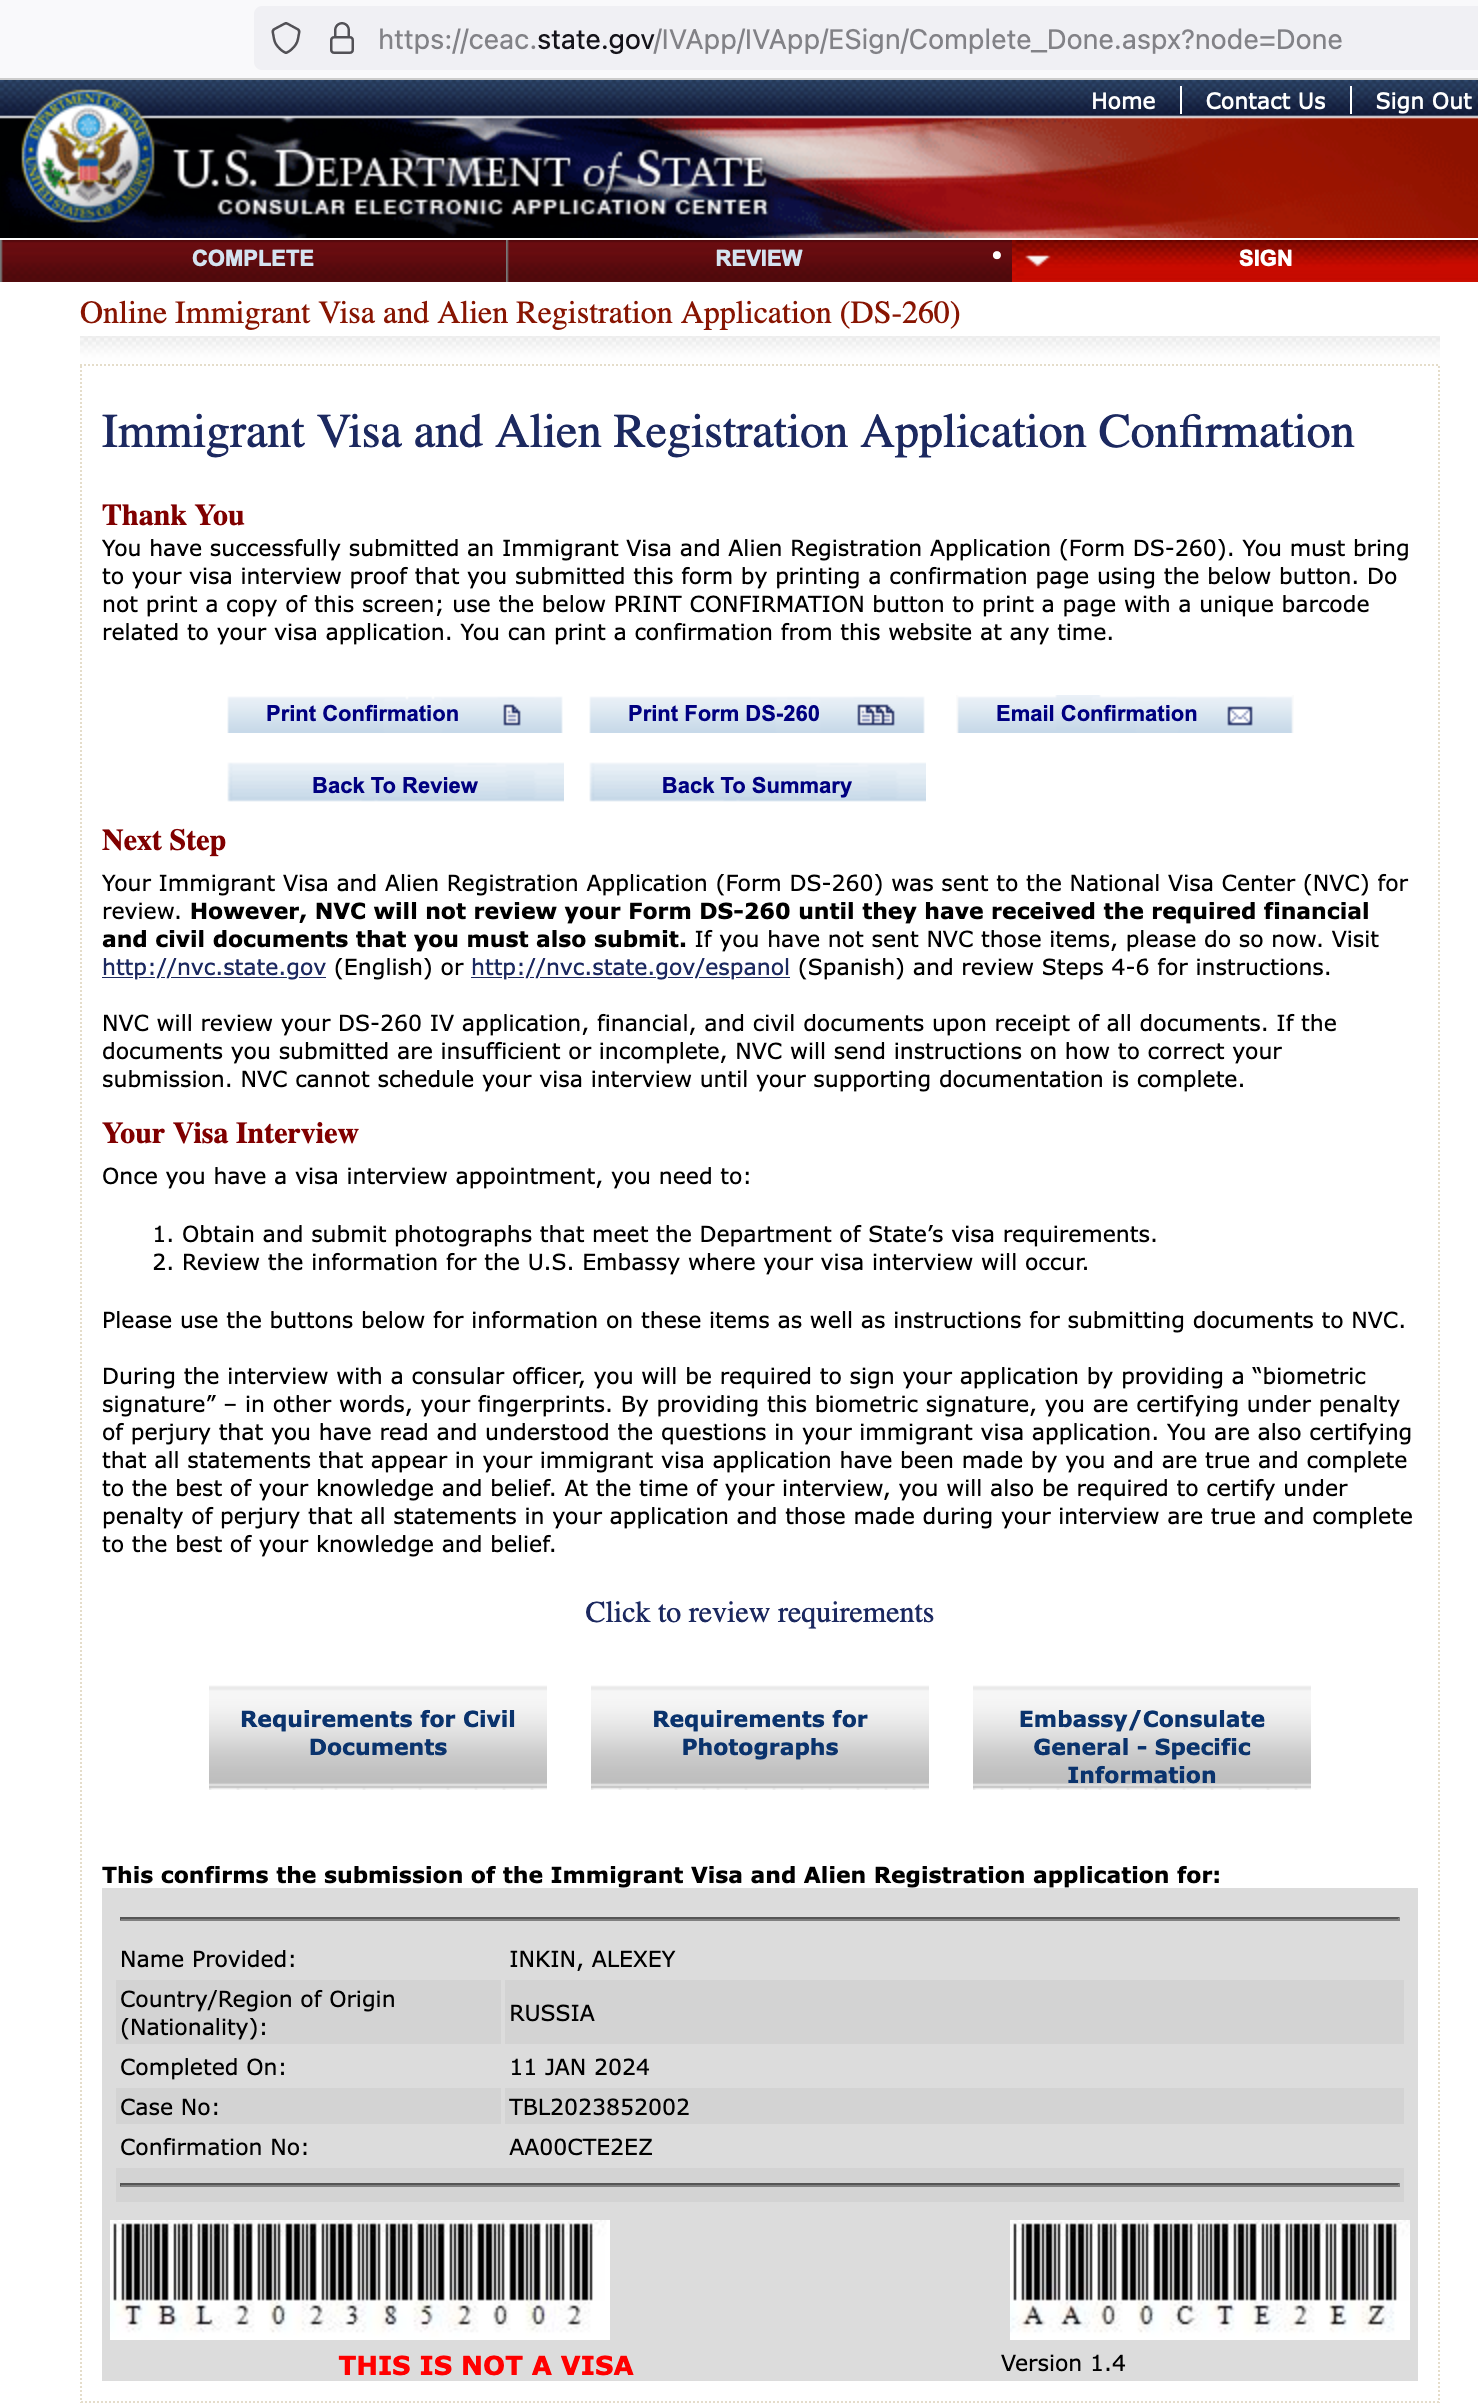 https://ceac.state.gov/IVApp/IVApp/ESign/Complete_Done.aspx?node=Done
Home | Contact Us | Sign Out
U.S. DEPARTMENT of STATE
CONSULAR ELECTRONIC APPLICATION CENTER
COMPLETE REVIEW SIGN
Online Immigrant Visa and Alien Registration Application (DS-260)
Immigrant Visa and Alien Registration Application Confirmation
Thank You
You have successfully submitted an Immigrant Visa and Alien Registration Application (Form DS-260). You must bring
to your visa interview proof that you submitted this form by printing a confirmation page using the below button. Do
not print a copy of this screen; use the below PRINT CONFIRMATION button to print a page with a unique barcode
related to your visa application. You can print a confirmation from this website at any time.
Print Confirmation Print Form DS-260 Email Confirmation
Back To Review Back To Summary
Next Step
Your Immigrant Visa and Alien Registration Application (Form DS-260) was sent to the National Visa Center (NVC) for
review. However, NVC will not review your Form DS-260 until they have received the required financial
and civil documents that you must also submit. If you have not sent NVC those items, please do so now. Visit
http://nvc.state.gov (English) or http://nvc.state.gov/espanol (Spanish) and review Steps 4-6 for instructions.
NVC will review your DS-260 IV application, financial, and civil documents upon receipt of all documents. If the
documents you submitted are insufficient or incomplete, NVC will send instructions on how to correct your
submission. NVC cannot schedule your visa interview until your supporting documentation is complete.
Your Visa Interview
Once you have a visa interview appointment, you need to:
1. Obtain and submit photographs that meet the Department of State’s visa requirements.
2. Review the information for the U.S. Embassy where your visa interview will occur.
Please use the buttons below for information on these items as well as instructions for submitting documents to NVC.
During the interview with a consular officer, you will be required to sign your application by providing a “biometric
signature” – in other words, your fingerprints. By providing this biometric signature, you are certifying under penalty
of perjury that you have read and understood the questions in your immigrant visa application. You are also certifying
that all statements that appear in your immigrant visa application have been made by you and are true and complete
to the best of your knowledge and belief. At the time of your interview, you will also be required to certify under
penalty of perjury that all statements in your application and those made during your interview are true and complete
to the best of your knowledge and belief.
Click to review requirements
Requirements for Civil
Documents
Requirements for
Photographs
Embassy/Consulate
General - Specific
Information
This confirms the submission of the Immigrant Visa and Alien Registration application for:
Name Provided: INKIN, ALEXEY
Country/Region of Origin
(Nationality): RUSSIA
Completed On: 11 JAN 2024
Case No: TBL2023852002
Confirmation No: AA00CTE2EZ
TBL2023852002 AA00CTE2EZ
THIS IS NOT A VISA Version 1.4